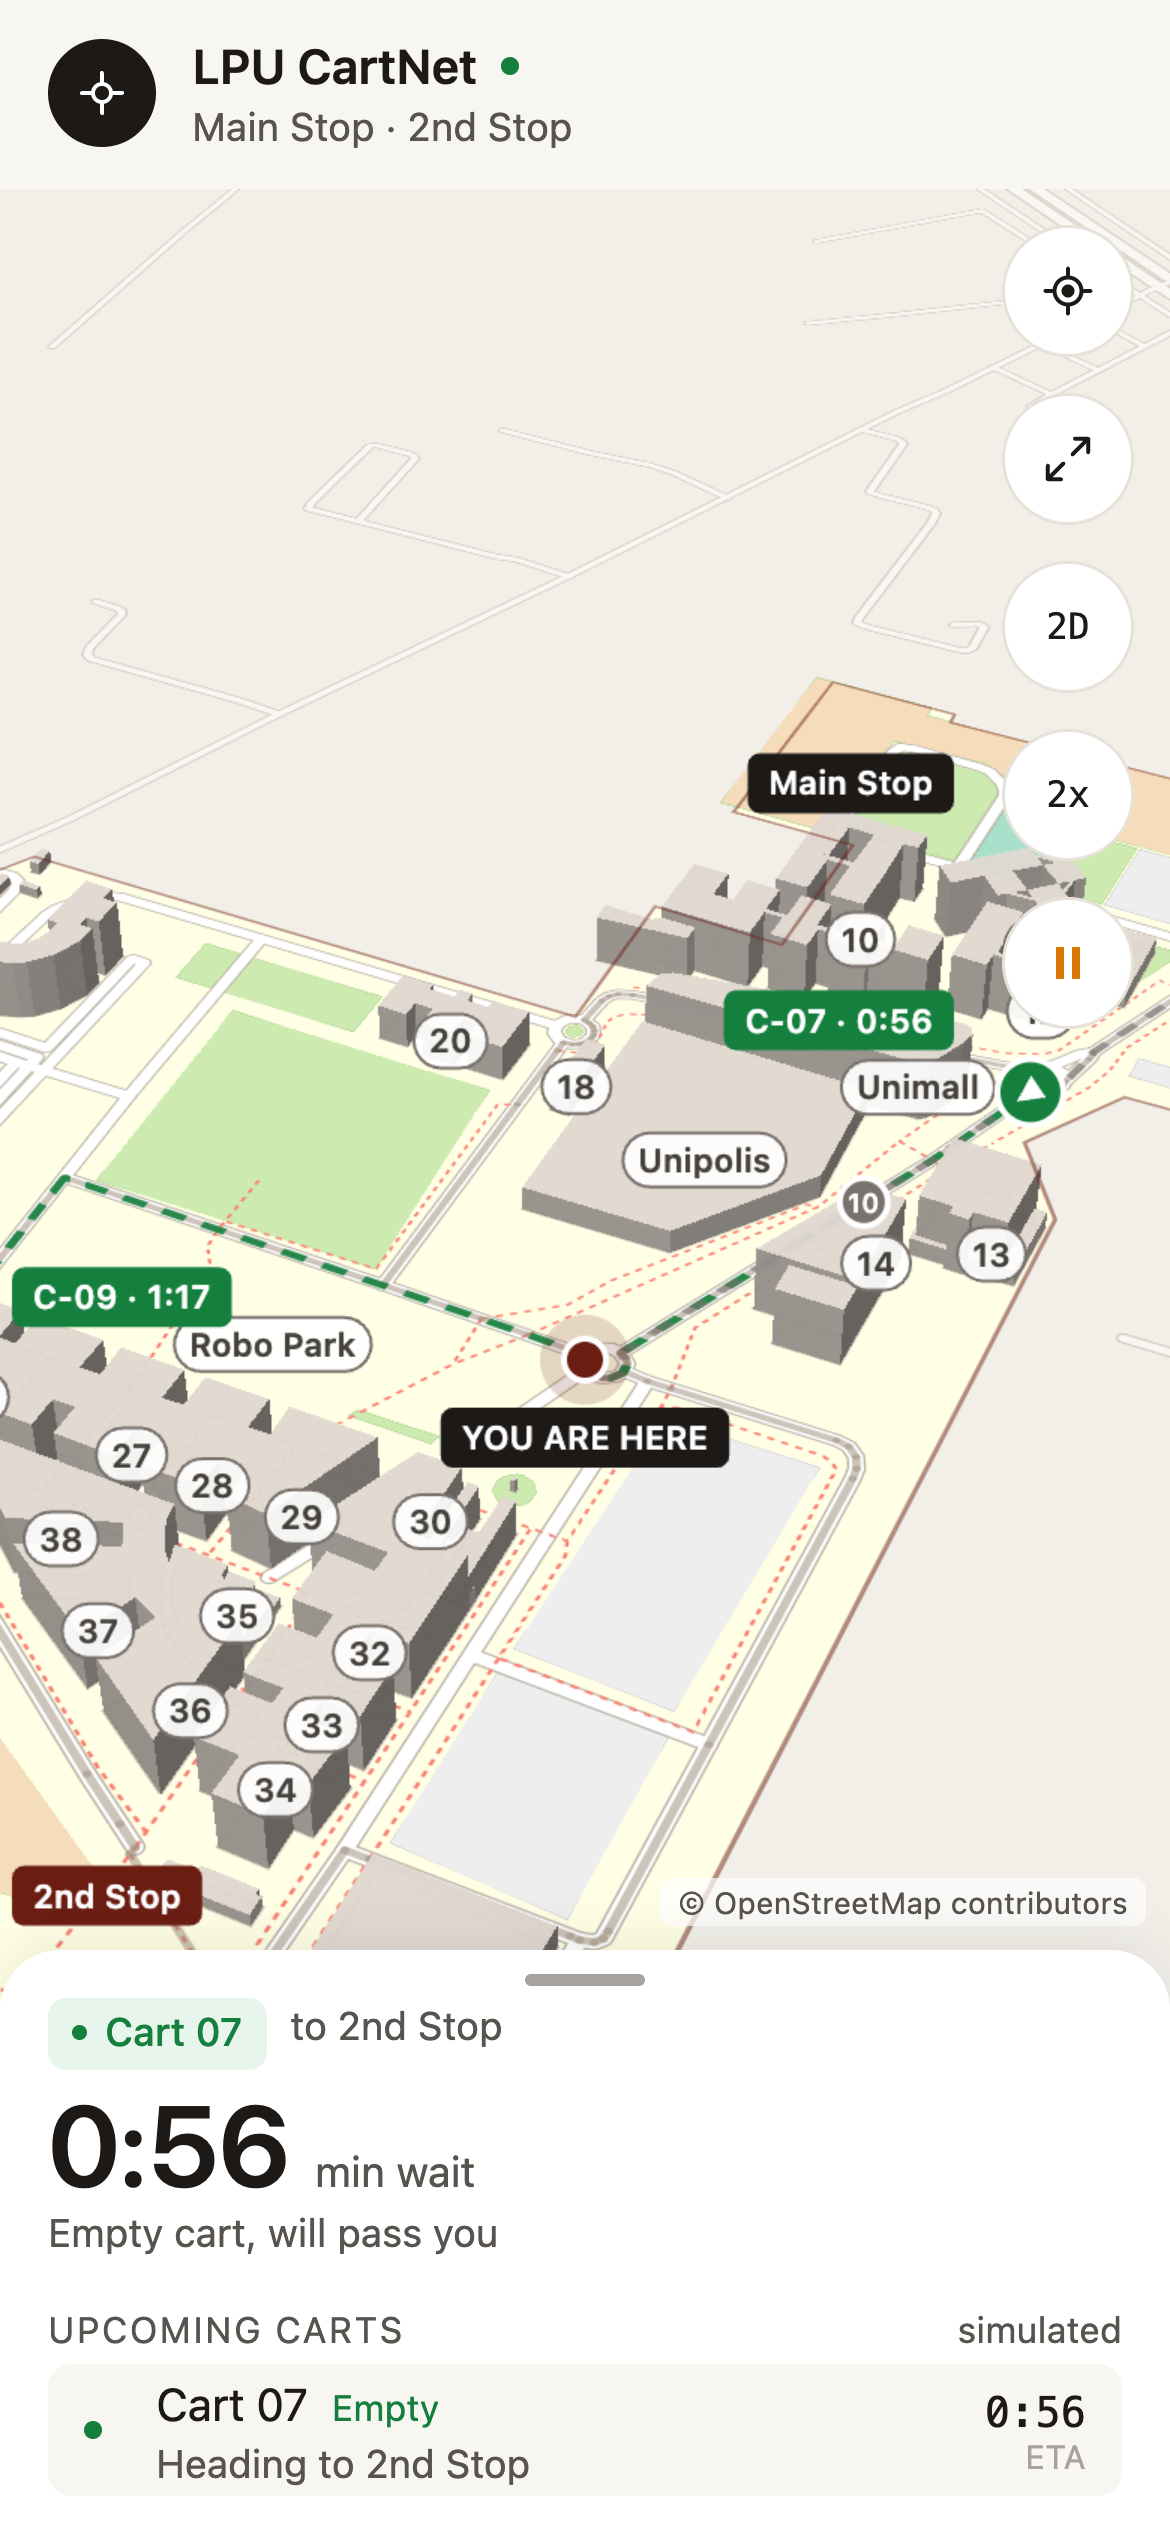 LPU CartNet
Main Stop · 2nd Stop
2D
2x
Main Stop
10
C-07 · 0:56
20
18
Unimall
Unipolis
10
14
13
C-09 · 1:17
Robo Park
YOU ARE HERE
27
28
29
30
38
35
37
32
36
33
34
2nd Stop
© OpenStreetMap contributors
Cart 07 to 2nd Stop
0:56 min wait
Empty cart, will pass you
UPCOMING CARTS simulated
Cart 07 Empty 0:56
Heading to 2nd Stop ETA